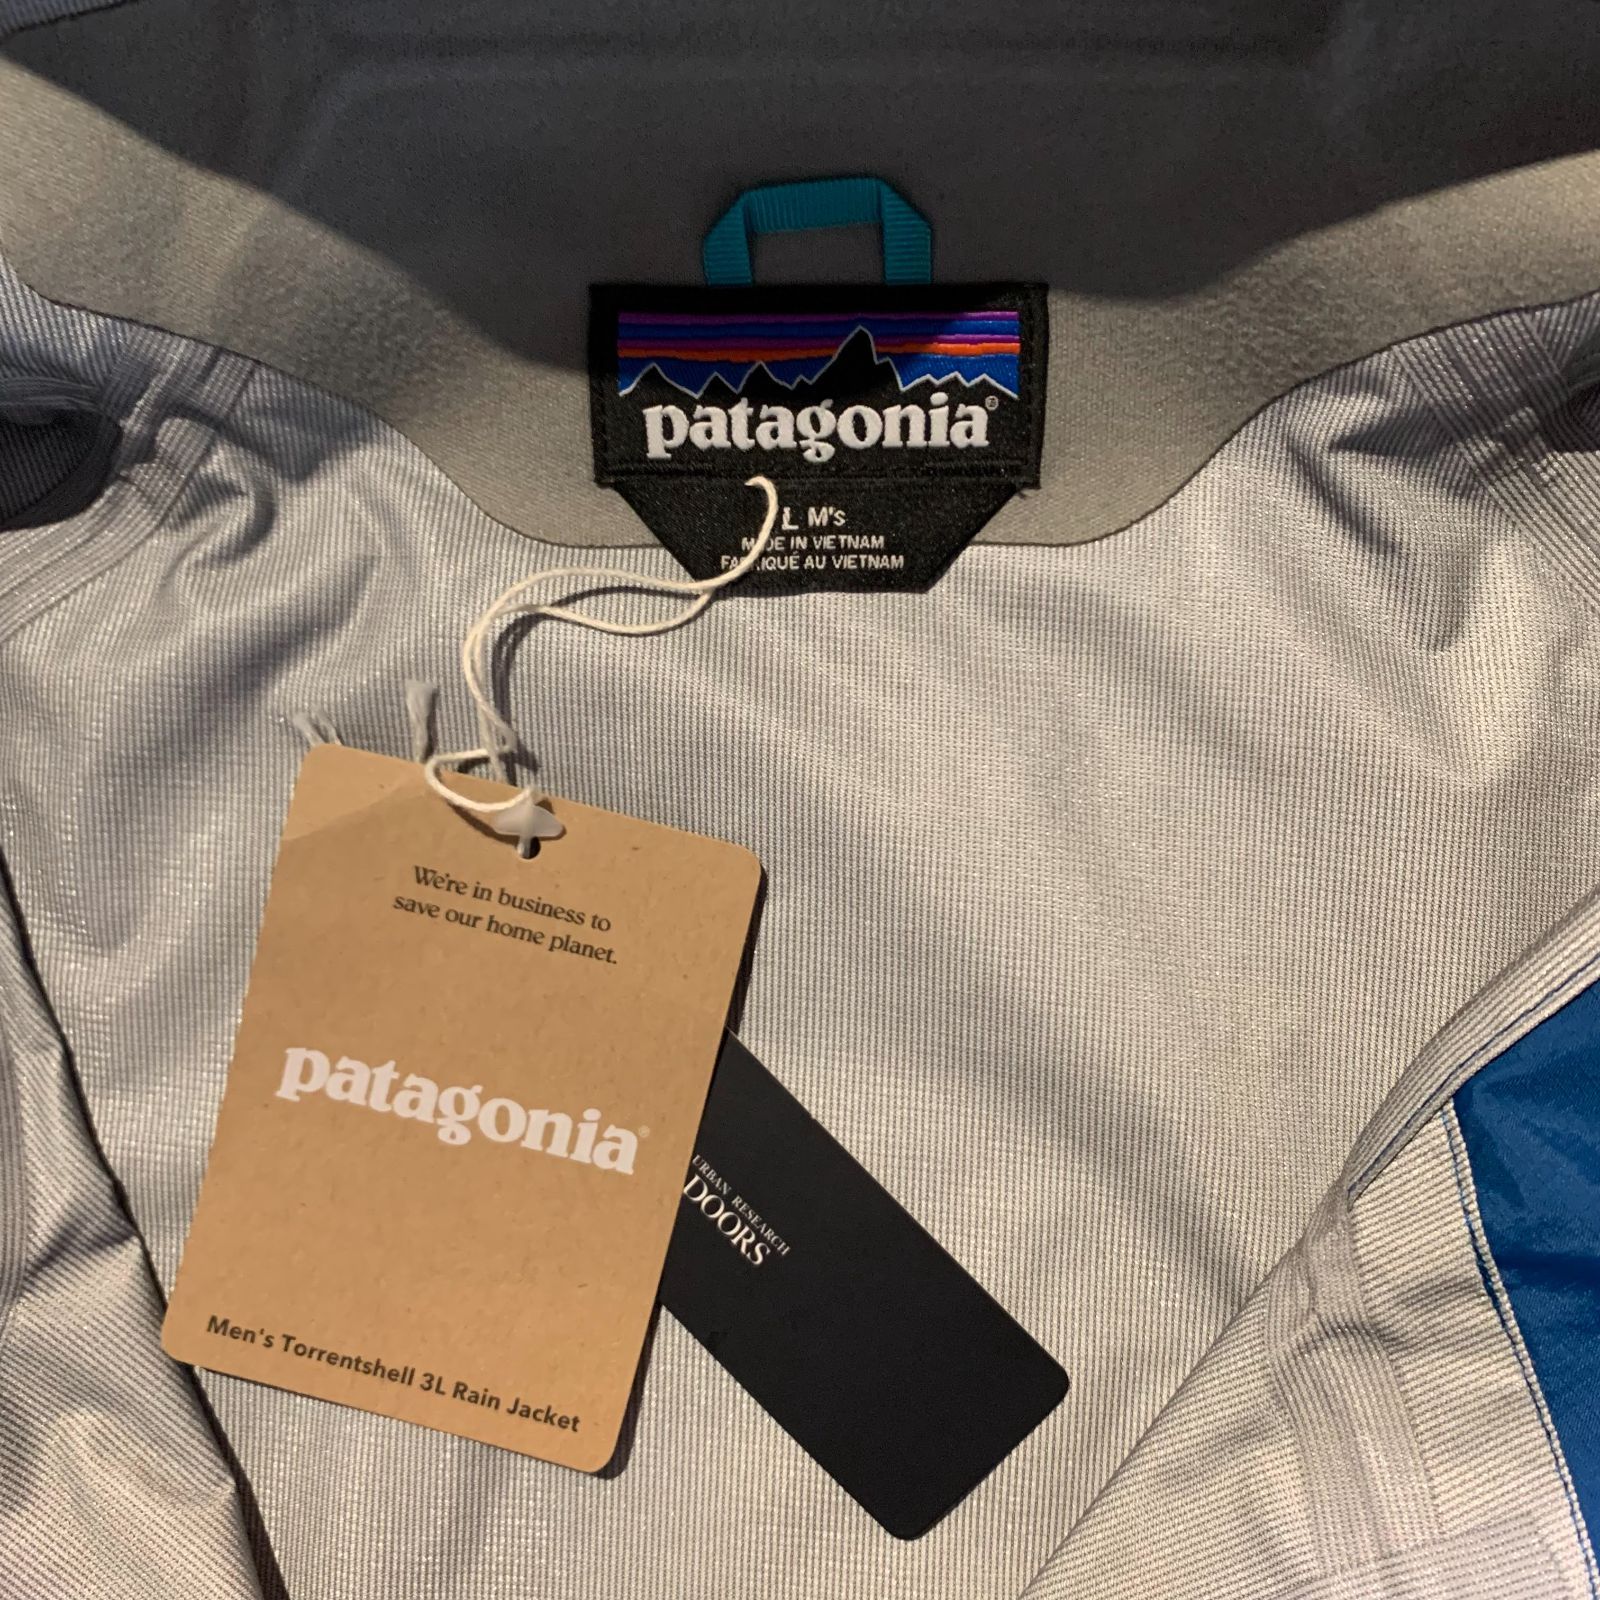 patagonia®
L M's
MADE IN VIETNAM
FABRIQUÉ AU VIETNAM
We're in business to
save our home planet.
patagonia®
Men's Torrentshell 3L Rain Jacket
URBAN RESEARCH
DOORS